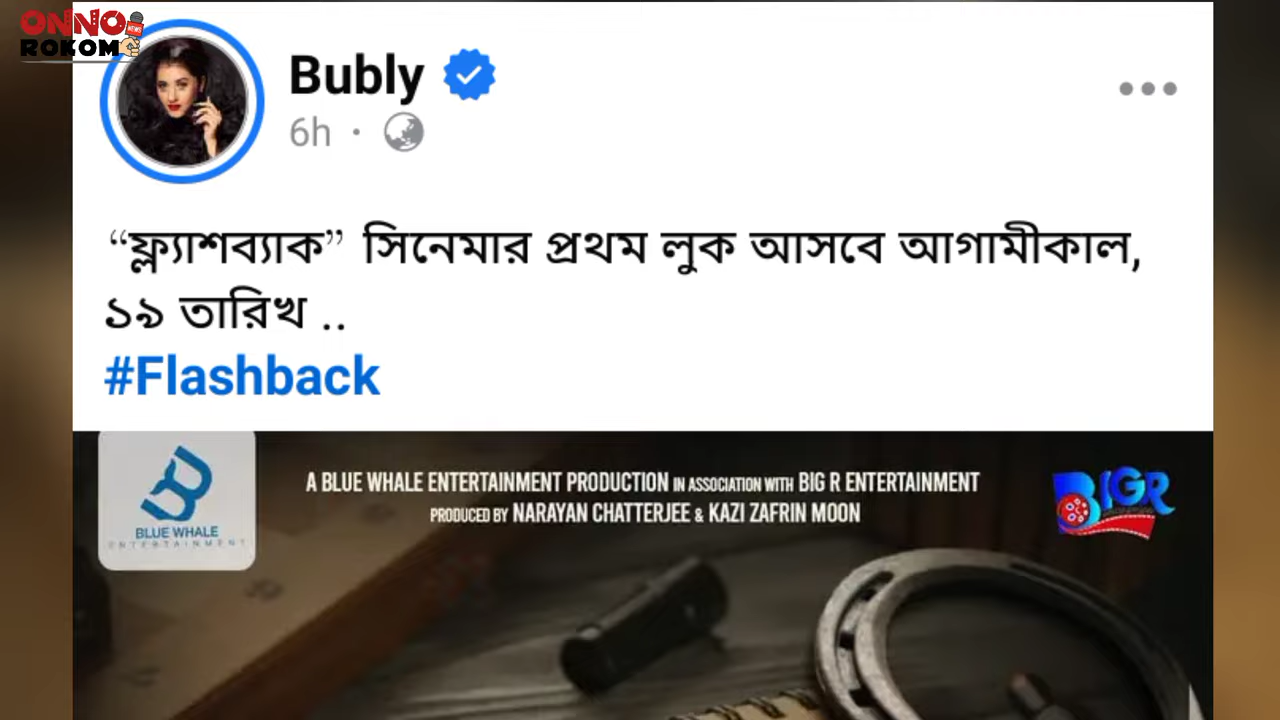 ONNO
NEWS
ROKOM
Bubly
6h ·
“ফ্ল্যাশব্যাক” সিনেমার প্রথম লুক আসবে আগামীকাল,
১৯ তারিখ ..
#Flashback
A BLUE WHALE ENTERTAINMENT PRODUCTION IN ASSOCIATION WITH BIG R ENTERTAINMENT
PRODUCED BY NARAYAN CHATTERJEE & KAZI ZAFRIN MOON
BLUE WHALE
ENTERTAINMENT
BIGR